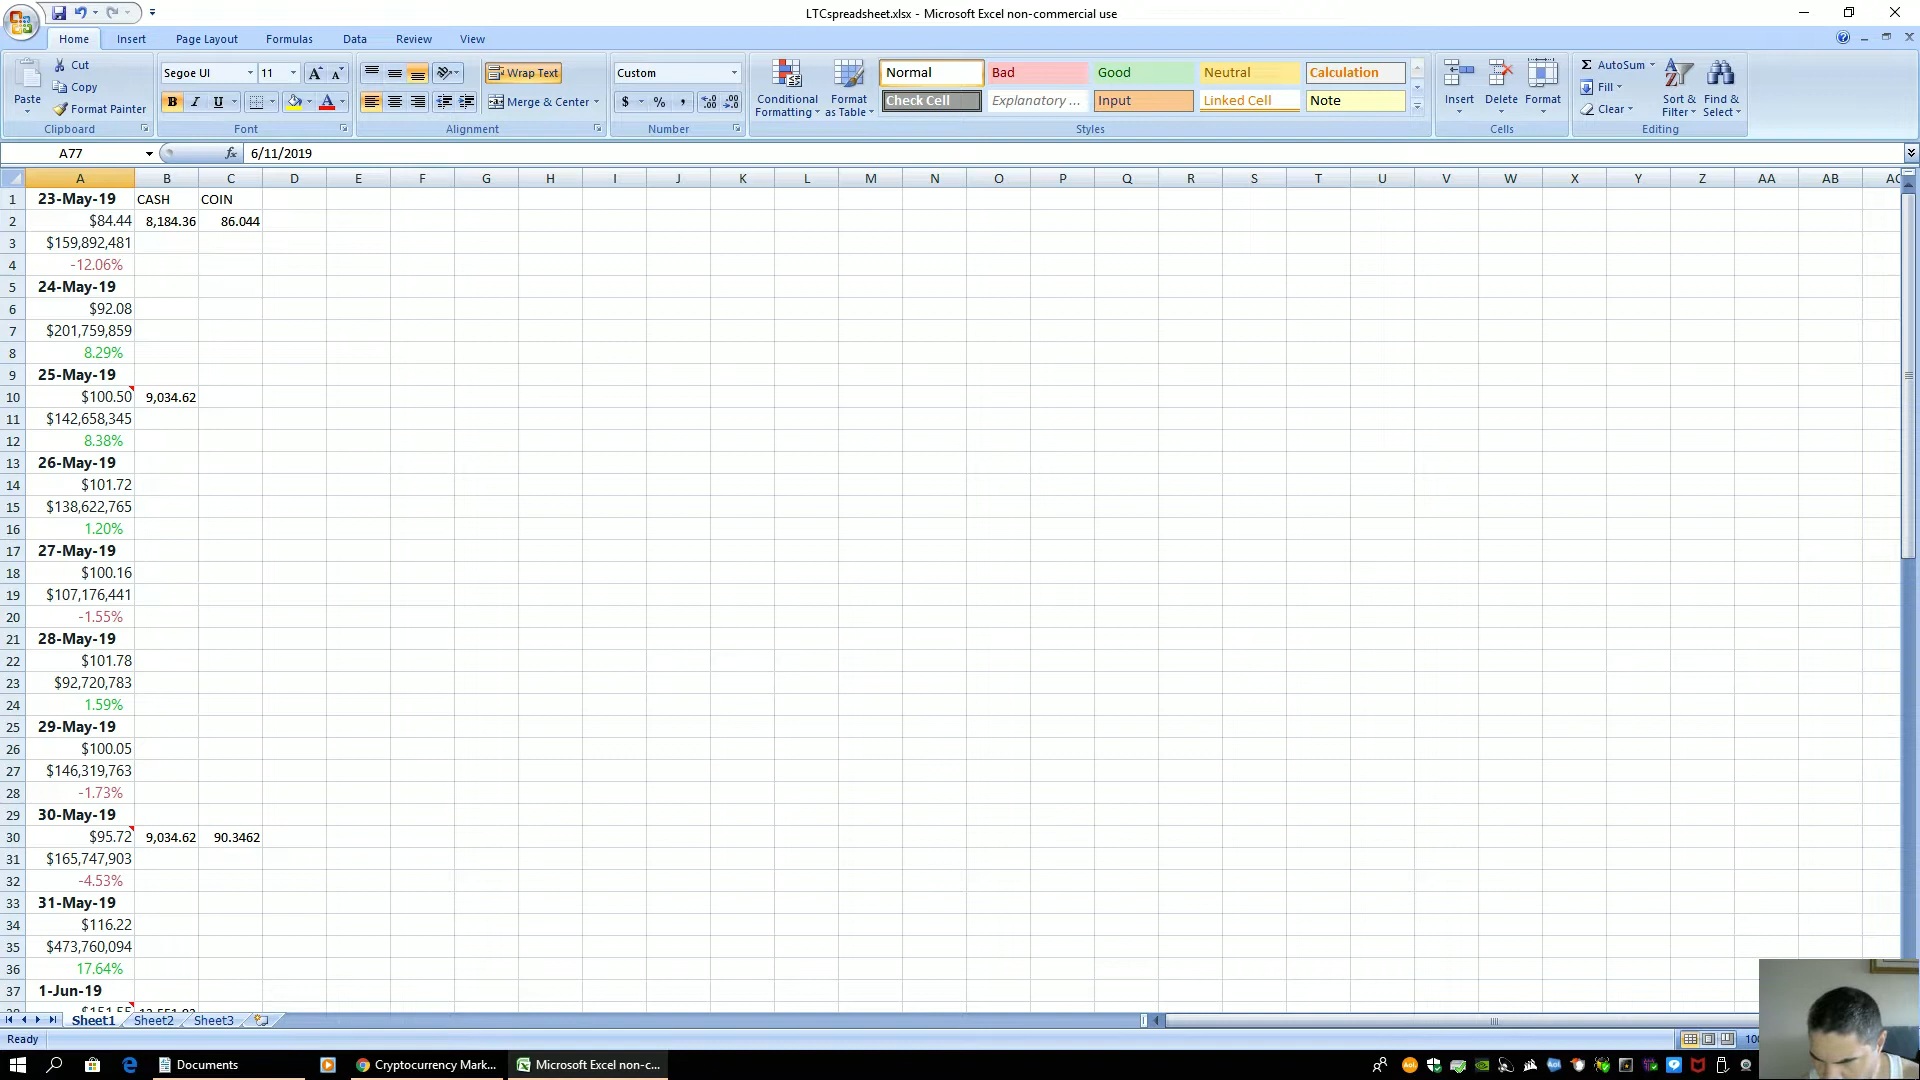 LTCspreadsheet.xlsx - Microsoft Excel non-commercial use
Home Insert Page Layout Formulas Data Review View
Paste Cut Copy Format Painter Clipboard
Segoe UI 11 A A B I U A Font
Wrap Text Merge & Center Alignment
Custom $ % , Number
Conditional Formatting Format as Table
Normal Bad Good Neutral Calculation
Check Cell Explanatory ... Input Linked Cell Note
Styles
Insert Delete Format Cells
Σ AutoSum Fill Clear Sort & Filter Find & Select Editing
A77 fx 6/11/2019
A B C D E F G H I J K L M N O P Q R S T U V W X Y Z AA AB AC
1 23-May-19 CASH COIN
2 $84.44 8,184.36 86.044
3 $159,892,481
4 -12.06%
5 24-May-19
6 $92.08
7 $201,759,859
8 8.29%
9 25-May-19
10 $100.50 9,034.62
11 $142,658,345
12 8.38%
13 26-May-19
14 $101.72
15 $138,622,765
16 1.20%
17 27-May-19
18 $100.16
19 $107,176,441
20 -1.55%
21 28-May-19
22 $101.78
23 $92,720,783
24 1.59%
25 29-May-19
26 $100.05
27 $146,319,763
28 -1.73%
29 30-May-19
30 $95.72 9,034.62 90.3462
31 $165,747,903
32 -4.53%
33 31-May-19
34 $116.22
35 $473,760,094
36 17.64%
37 1-Jun-19
Sheet1 Sheet2 Sheet3
Ready
Documents Cryptocurrency Mark... Microsoft Excel non-c...